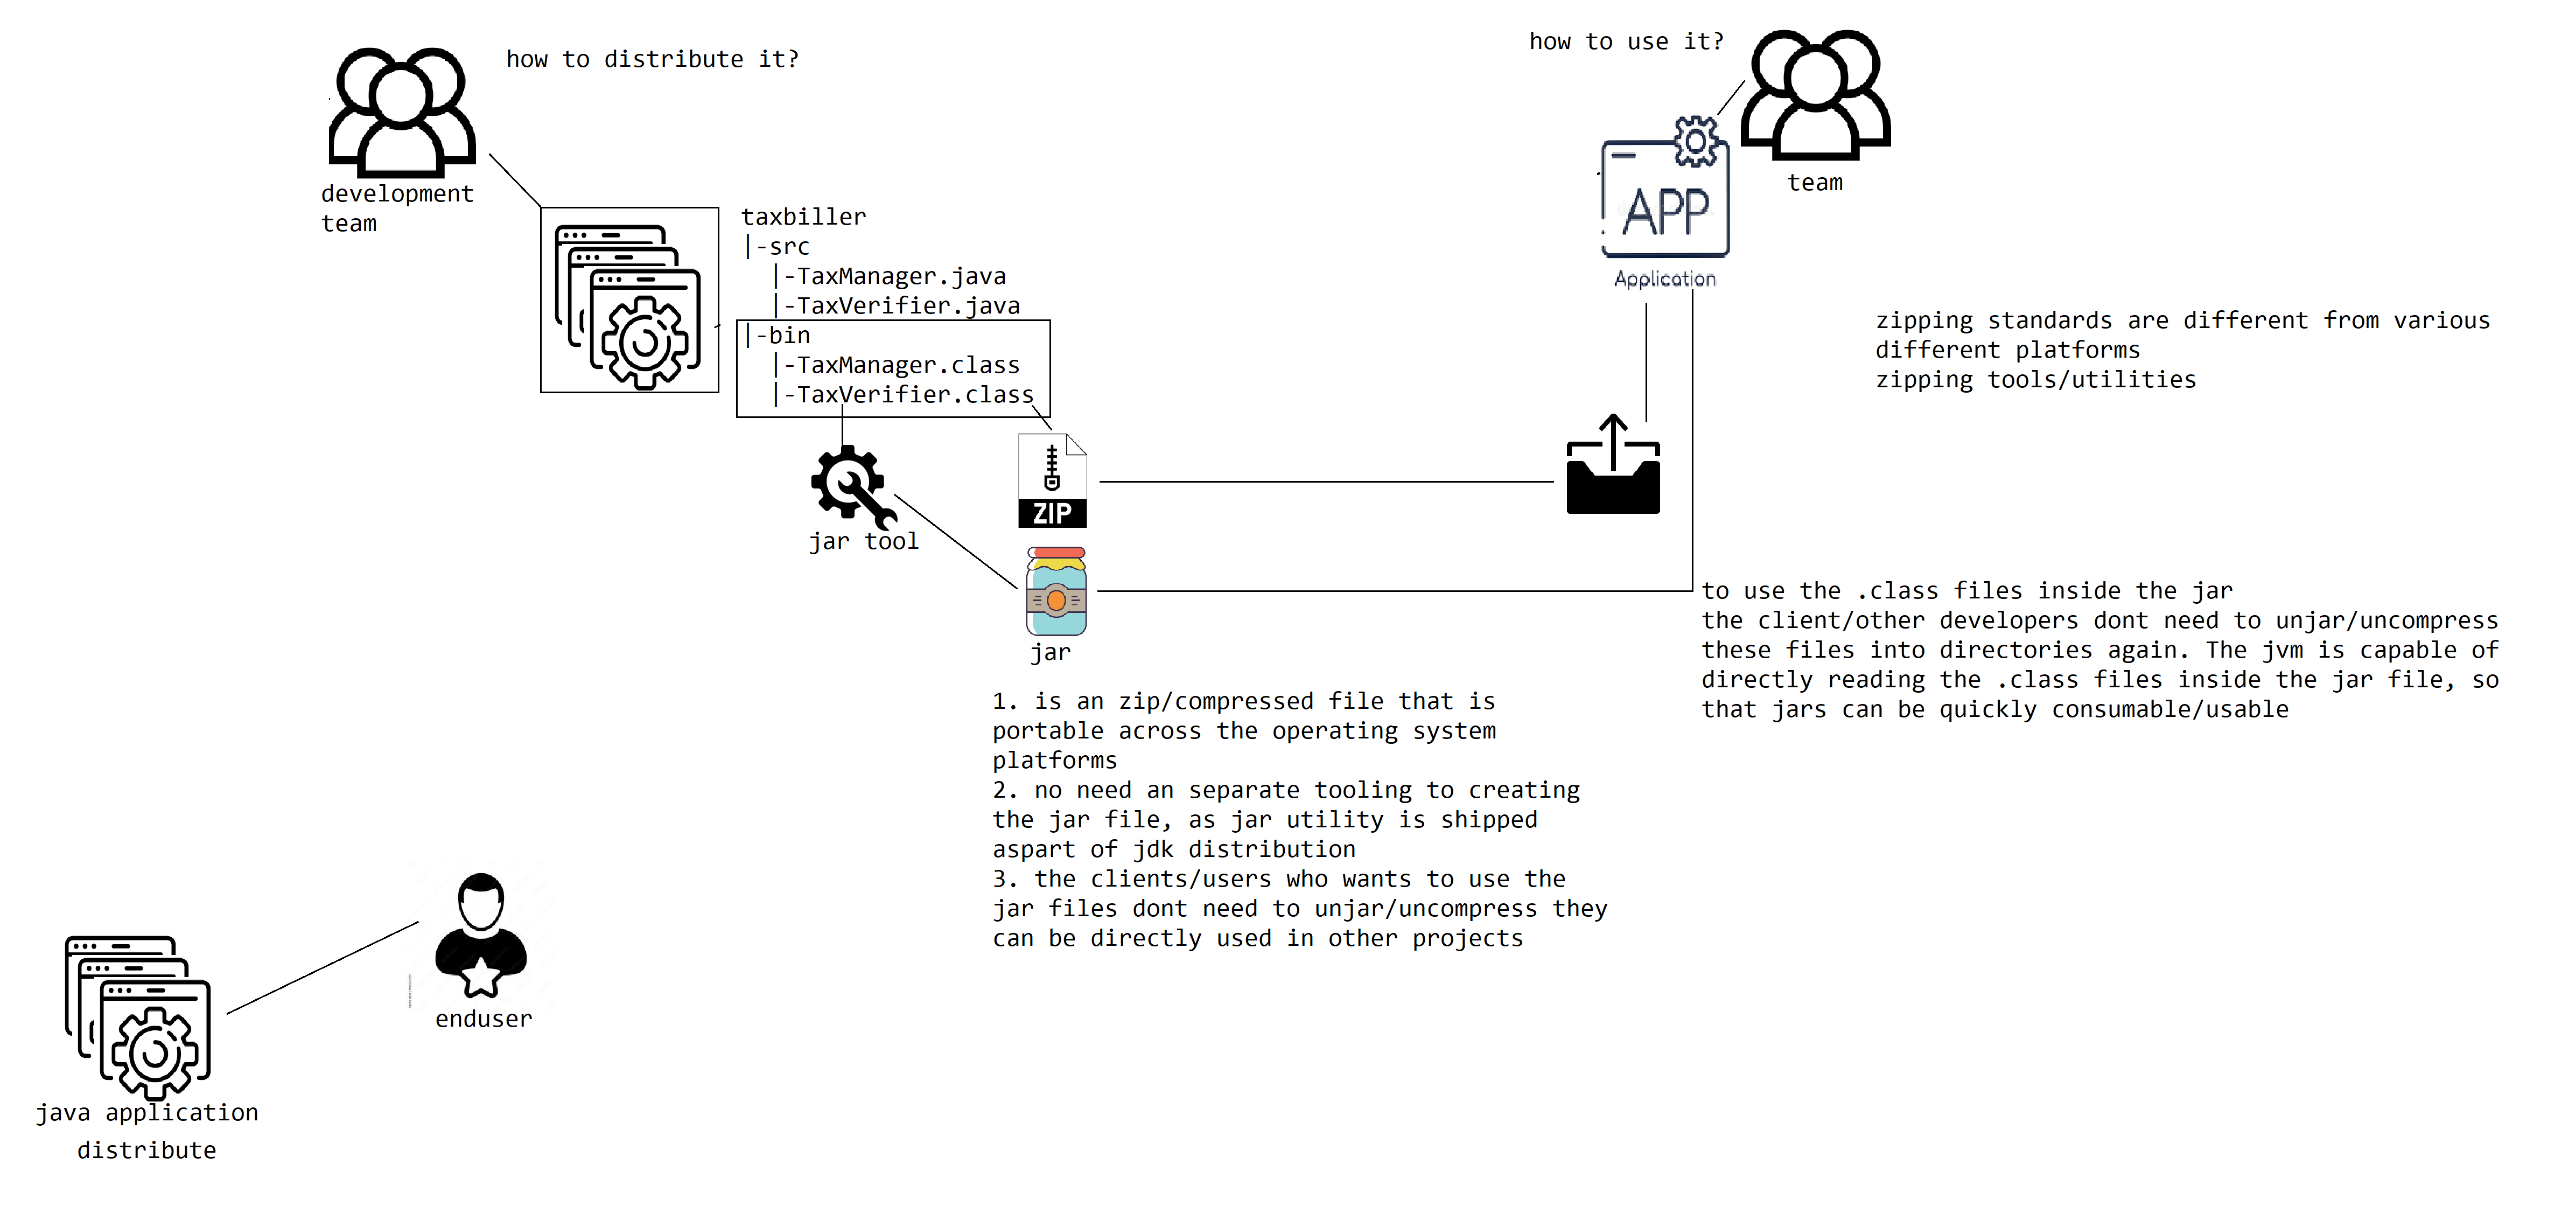 how to distribute it?
development
team
taxbiller
|-src
|-TaxManager.java
|-TaxVerifier.java
|-bin
|-TaxManager.class
|-TaxVerifier.class
jar tool
ZIP
jar
1. is an zip/compressed file that is
portable across the operating system
platforms
2. no need an separate tooling to creating
the jar file, as jar utility is shipped
aspart of jdk distribution
3. the clients/users who wants to use the
jar files dont need to unjar/uncompress they
can be directly used in other projects
how to use it?
team
APP
Application
zipping standards are different from various
different platforms
zipping tools/utilities
to use the .class files inside the jar
the client/other developers dont need to unjar/uncompress
these files into directories again. The jvm is capable of
directly reading the .class files inside the jar file, so
that jars can be quickly consumable/usable
enduser
java application
distribute